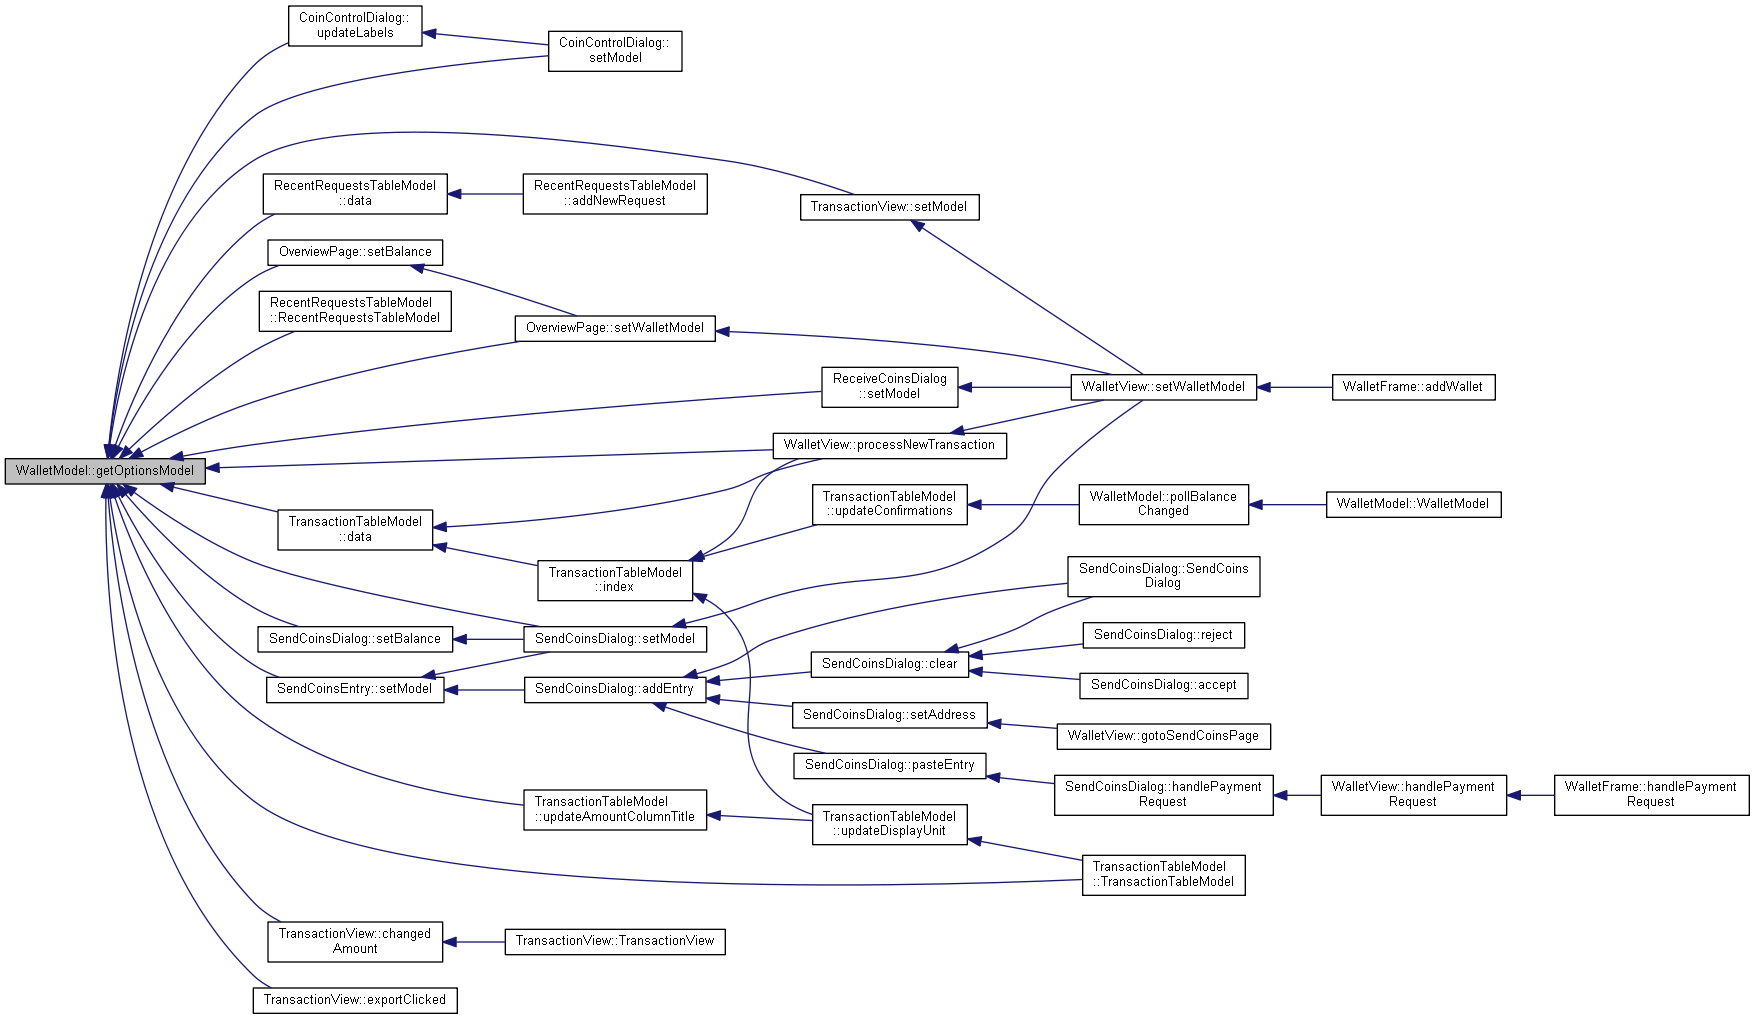 CoinControlDialog::
updateLabels
CoinControlDialog::
setModel
RecentRequestsTableModel
::data
RecentRequestsTableModel
::addNewRequest
TransactionView::setModel
OverviewPage::setBalance
RecentRequestsTableModel
::RecentRequestsTableModel
OverviewPage::setWalletModel
ReceiveCoinsDialog
::setModel
WalletView::setWalletModel
WalletFrame::addWallet
WalletView::processNewTransaction
WalletModel::getOptionsModel
TransactionTableModel
::updateConfirmations
WalletModel::pollBalance
Changed
WalletModel::WalletModel
TransactionTableModel
::data
TransactionTableModel
::index
SendCoinsDialog::SendCoins
Dialog
SendCoinsDialog::setBalance
SendCoinsDialog::setModel
SendCoinsDialog::reject
SendCoinsDialog::clear
SendCoinsEntry::setModel
SendCoinsDialog::addEntry
SendCoinsDialog::accept
SendCoinsDialog::setAddress
WalletView::gotoSendCoinsPage
SendCoinsDialog::pasteEntry
SendCoinsDialog::handlePayment
Request
WalletView::handlePayment
Request
WalletFrame::handlePayment
Request
TransactionTableModel
::updateAmountColumnTitle
TransactionTableModel
::updateDisplayUnit
TransactionTableModel
::TransactionTableModel
TransactionView::changed
Amount
TransactionView::TransactionView
TransactionView::exportClicked